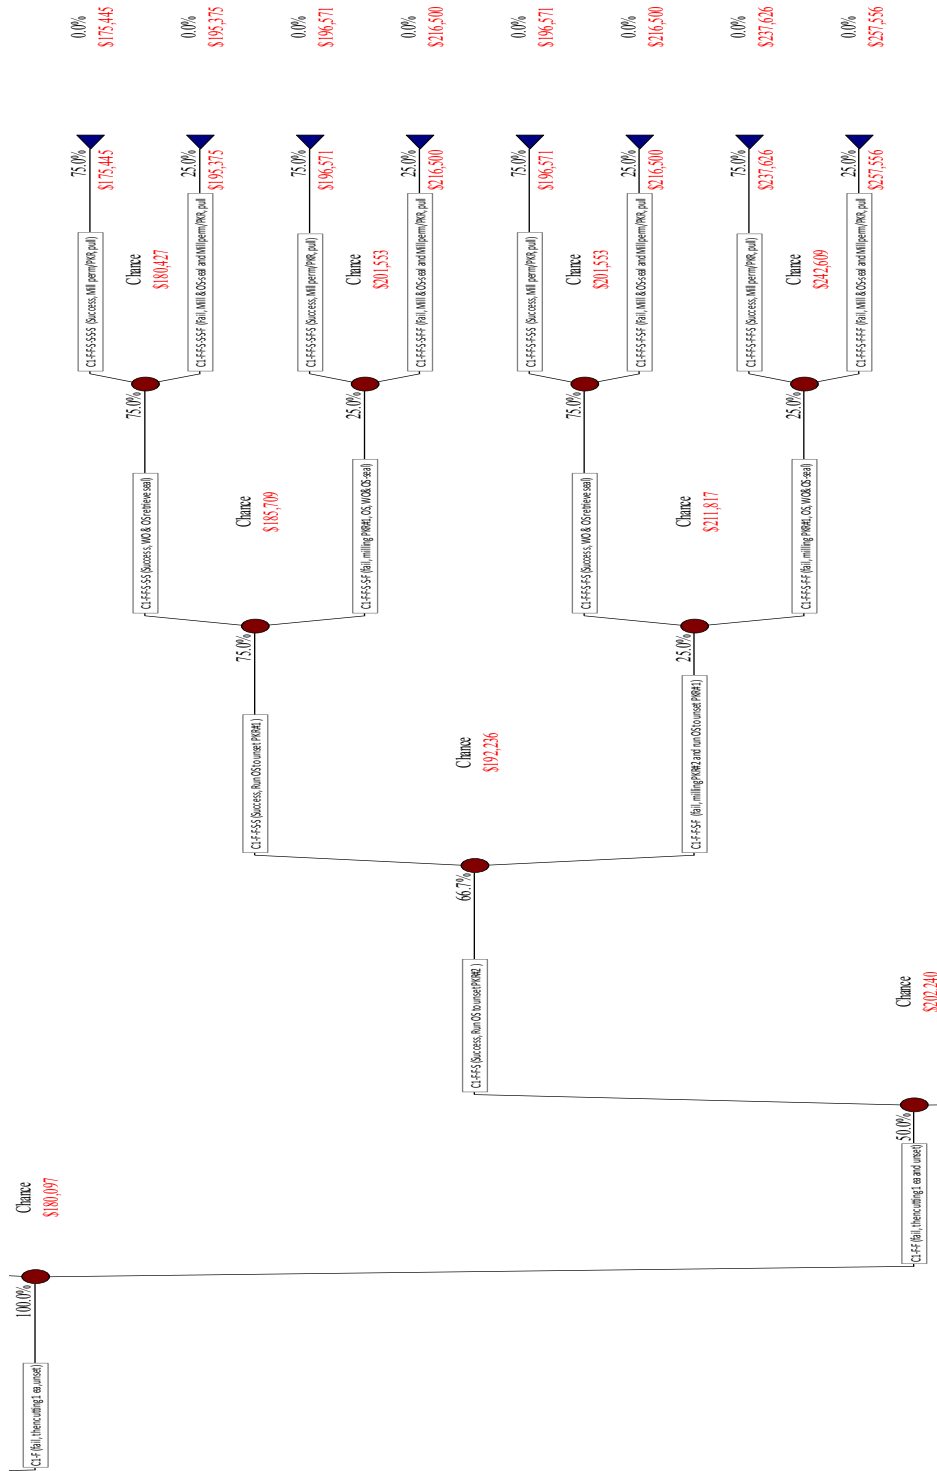 100.0%
C1-F (fail, then cutting 1 ea, unset)
Chance
$180,097
50.0%
C1-F-F (fail, then cutting 1 ea and unset)
Chance
$202,240
66.7%
C1-F-F-S (Success, Run OS to unset PKR#2 )
Chance
$192,236
75.0%
C1-F-F-S-S (Success, Run OS to unset PKR#1 )
Chance
$185,709
25.0%
C1-F-F-S-F (fail, milling PKR#2 and run OS to unset PKR#1)
Chance
$211,817
75.0%
C1-F-F-S-S-S (Success, WO & OS retrieve seal)
Chance
$180,427
25.0%
C1-F-F-S-S-F (fail, milling PKR#1, OS, WO& OS-seal)
Chance
$201,553
75.0%
C1-F-F-S-F-S (Success, WO & OS retrieve seal)
Chance
$201,553
25.0%
C1-F-F-S-F-F (fail, milling PKR#1, OS, WO& OS-seal)
Chance
$242,609
75.0%
C1-F-F-S-S-S-S (Success, Mill perm/PKR, pull)
$175,445
0.0%
$175,445
25.0%
C1-F-F-S-S-S-F (Fail, Mill & OS-seal and Mill perm/PKR, pull
$195,375
0.0%
$195,375
75.0%
C1-F-F-S-S-F-S (Success, Mill perm/PKR, pull)
$196,571
0.0%
$196,571
25.0%
C1-F-F-S-S-F-F (Fail, Mill & OS-seal and Mill perm/PKR, pull
$216,500
0.0%
$216,500
75.0%
C1-F-F-S-F-S-S (Success, Mill perm/PKR, pull)
$196,571
0.0%
$196,571
25.0%
C1-F-F-S-F-S-F (Fail, Mill & OS-seal and Mill perm/PKR, pull
$216,500
0.0%
$216,500
75.0%
C1-F-F-S-F-F-S (Success, Mill perm/PKR, pull)
$237,626
0.0%
$237,626
25.0%
C1-F-F-S-F-F-F (Fail, Mill & OS-seal and Mill perm/PKR, pull
$257,556
0.0%
$257,556